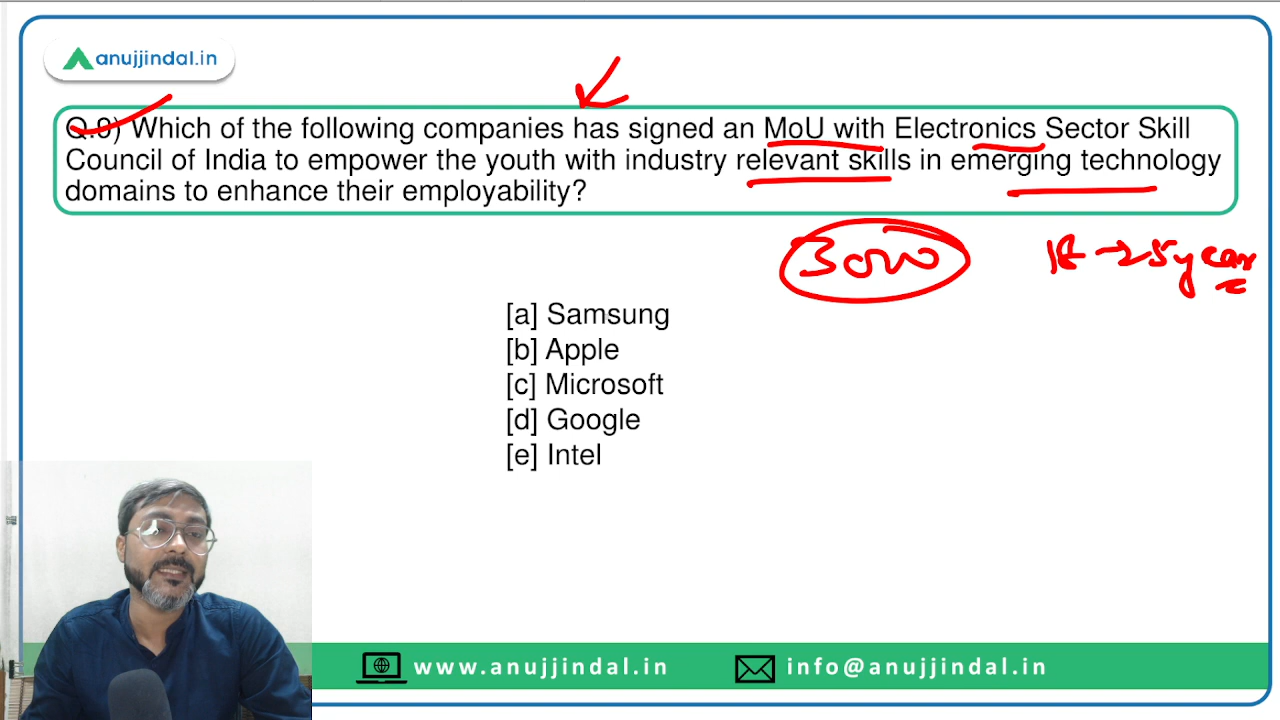 anujjindal.in
Q.9) Which of the following companies has signed an MoU with Electronics Sector Skill
Council of India to empower the youth with industry relevant skills in emerging technology
domains to enhance their employability?
3000
18-25 year
[a] Samsung
[b] Apple
[c] Microsoft
[d] Google
[e] Intel
www.anujjindal.in
info@anujjindal.in